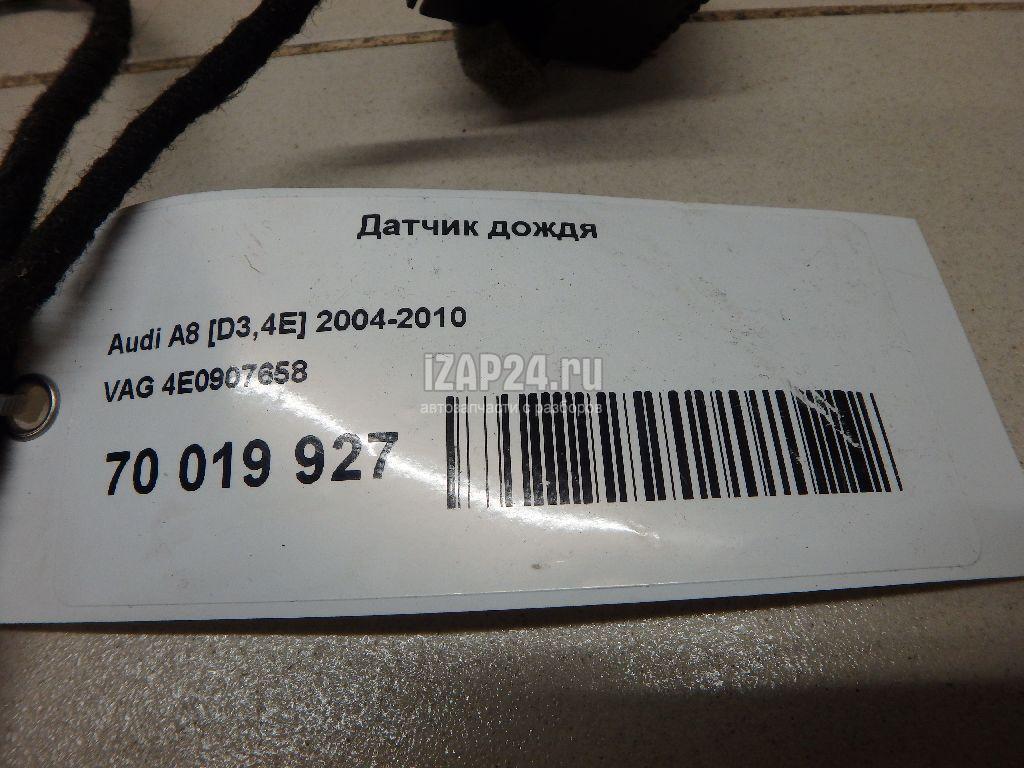 Датчик дождя
Audi A8 [D3,4E] 2004-2010
VAG 4E0907658
iZAP24.ru
автозапчасти с разборов
70 019 927